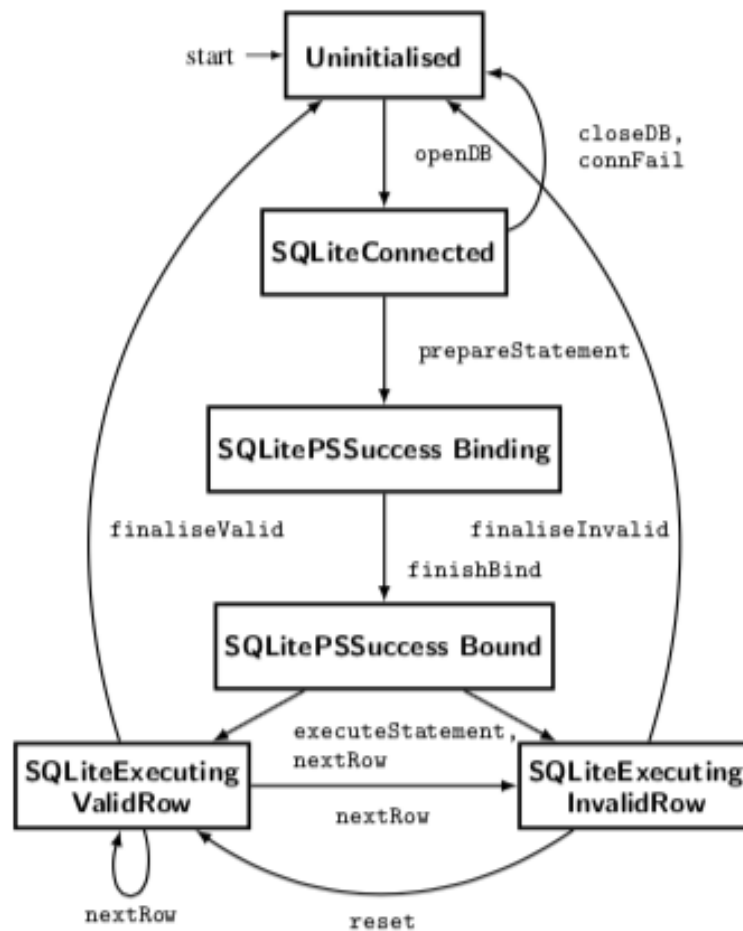 start
Uninitialised
closeDB,
connFail
openDB
SQLiteConnected
prepareStatement
SQLitePSSuccess Binding
finaliseValid
finaliseInvalid
finishBind
SQLitePSSuccess Bound
executeStatement,
nextRow
SQLiteExecuting
ValidRow
SQLiteExecuting
InvalidRow
nextRow
nextRow
reset